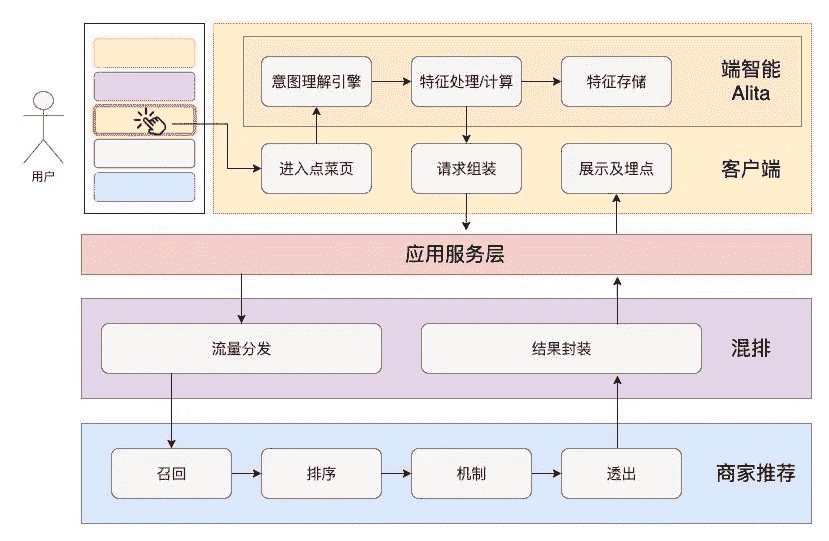 意图理解引擎
特征处理/计算
特征存储
端智能
Alita
用户
进入点菜页
请求组装
展示及埋点
客户端
应用服务层
流量分发
结果封装
混排
召回
排序
机制
透出
商家推荐